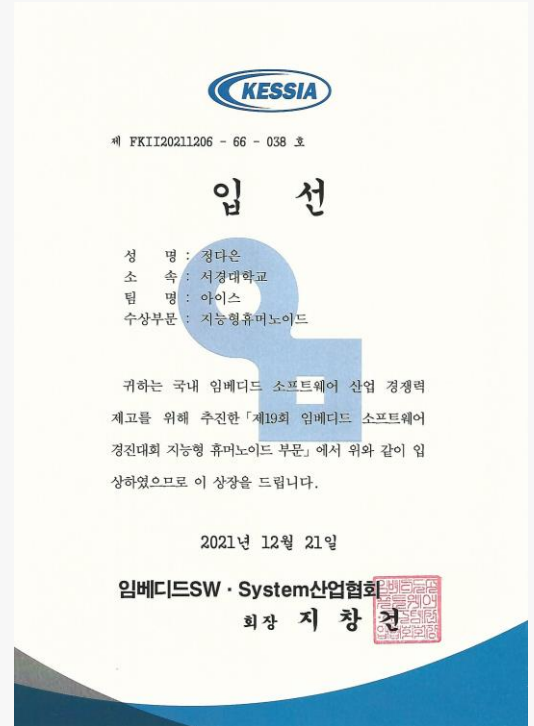 KESSIA
제 FKII20211206 - 66 - 038 호
입 선
성 명 : 정다은
소 속 : 서경대학교
팀 명 : 아이스
수상부문 : 지능형휴머노이드
귀하는 국내 임베디드 소프트웨어 산업 경쟁력
제고를 위해 추진한 「제19회 임베디드 소프트웨어
경진대회 지능형 휴머노이드 부문」에서 위와 같이 입
상하였으므로 이 상장을 드립니다.
2021년 12월 21일
임베디드SW · System산업협회
회장 지 창 건